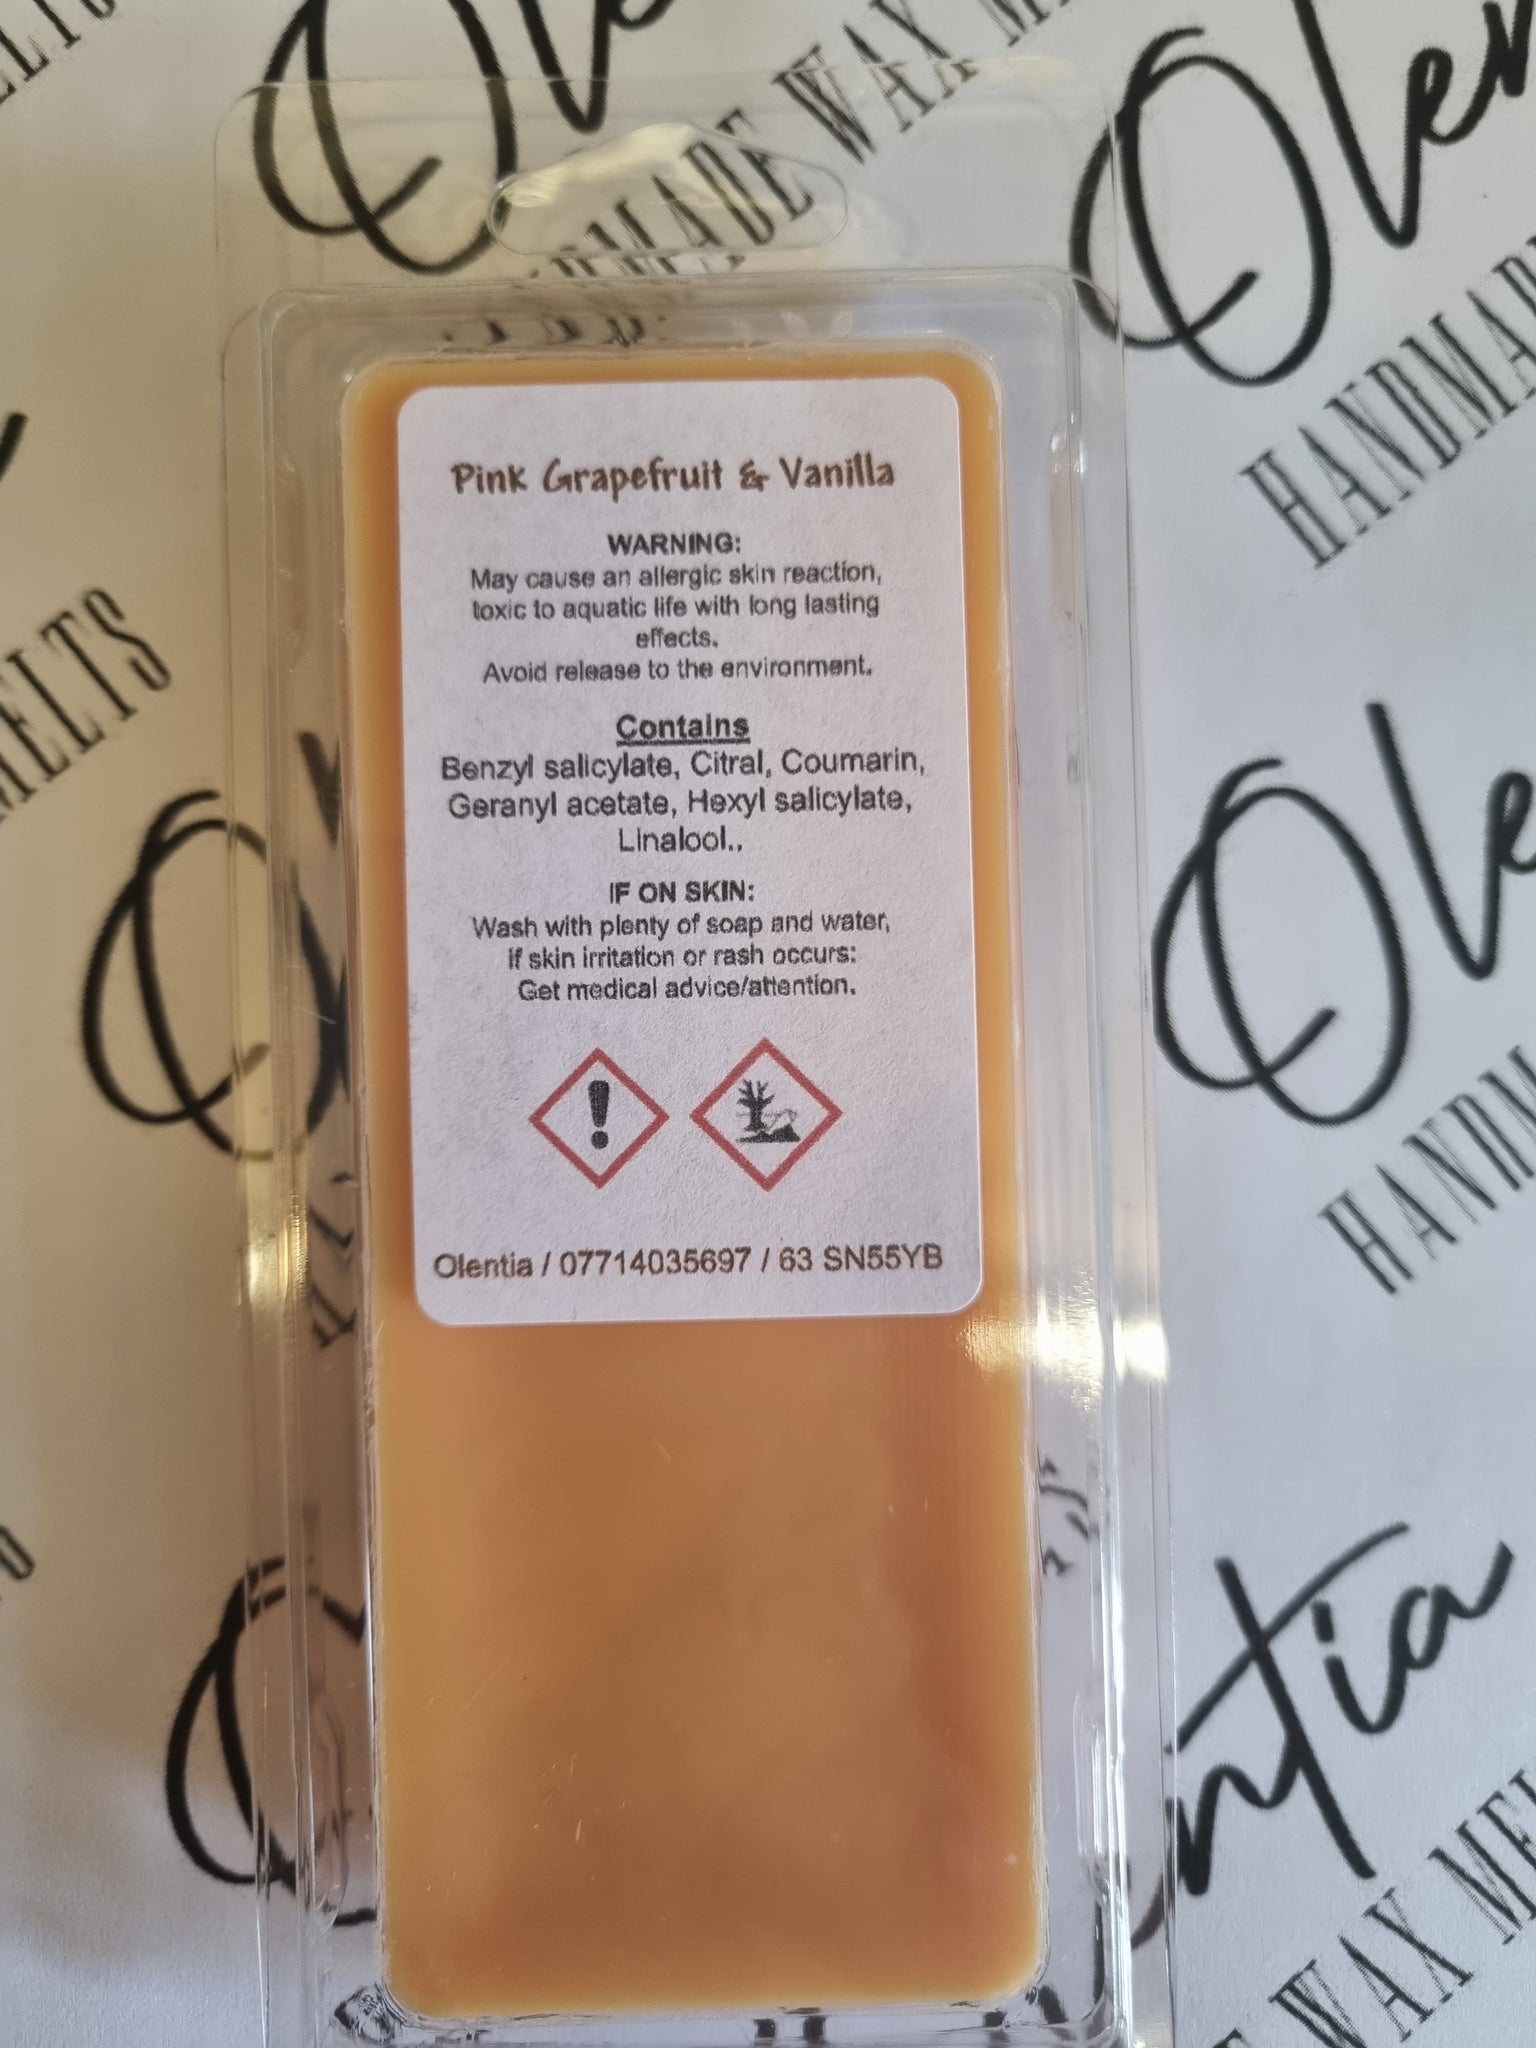 Olentia
HANDMADE WAX MELTS
Pink Grapefruit & Vanilla
WARNING:
May cause an allergic skin reaction,
toxic to aquatic life with long lasting
effects.
Avoid release to the environment.
Contains
Benzyl salicylate, Citral, Coumarin,
Geranyl acetate, Hexyl salicylate,
Linalool.,
IF ON SKIN:
Wash with plenty of soap and water,
if skin irritation or rash occurs:
Get medical advice/attention.
Olentia / 07714035697 / 63 SN55YB